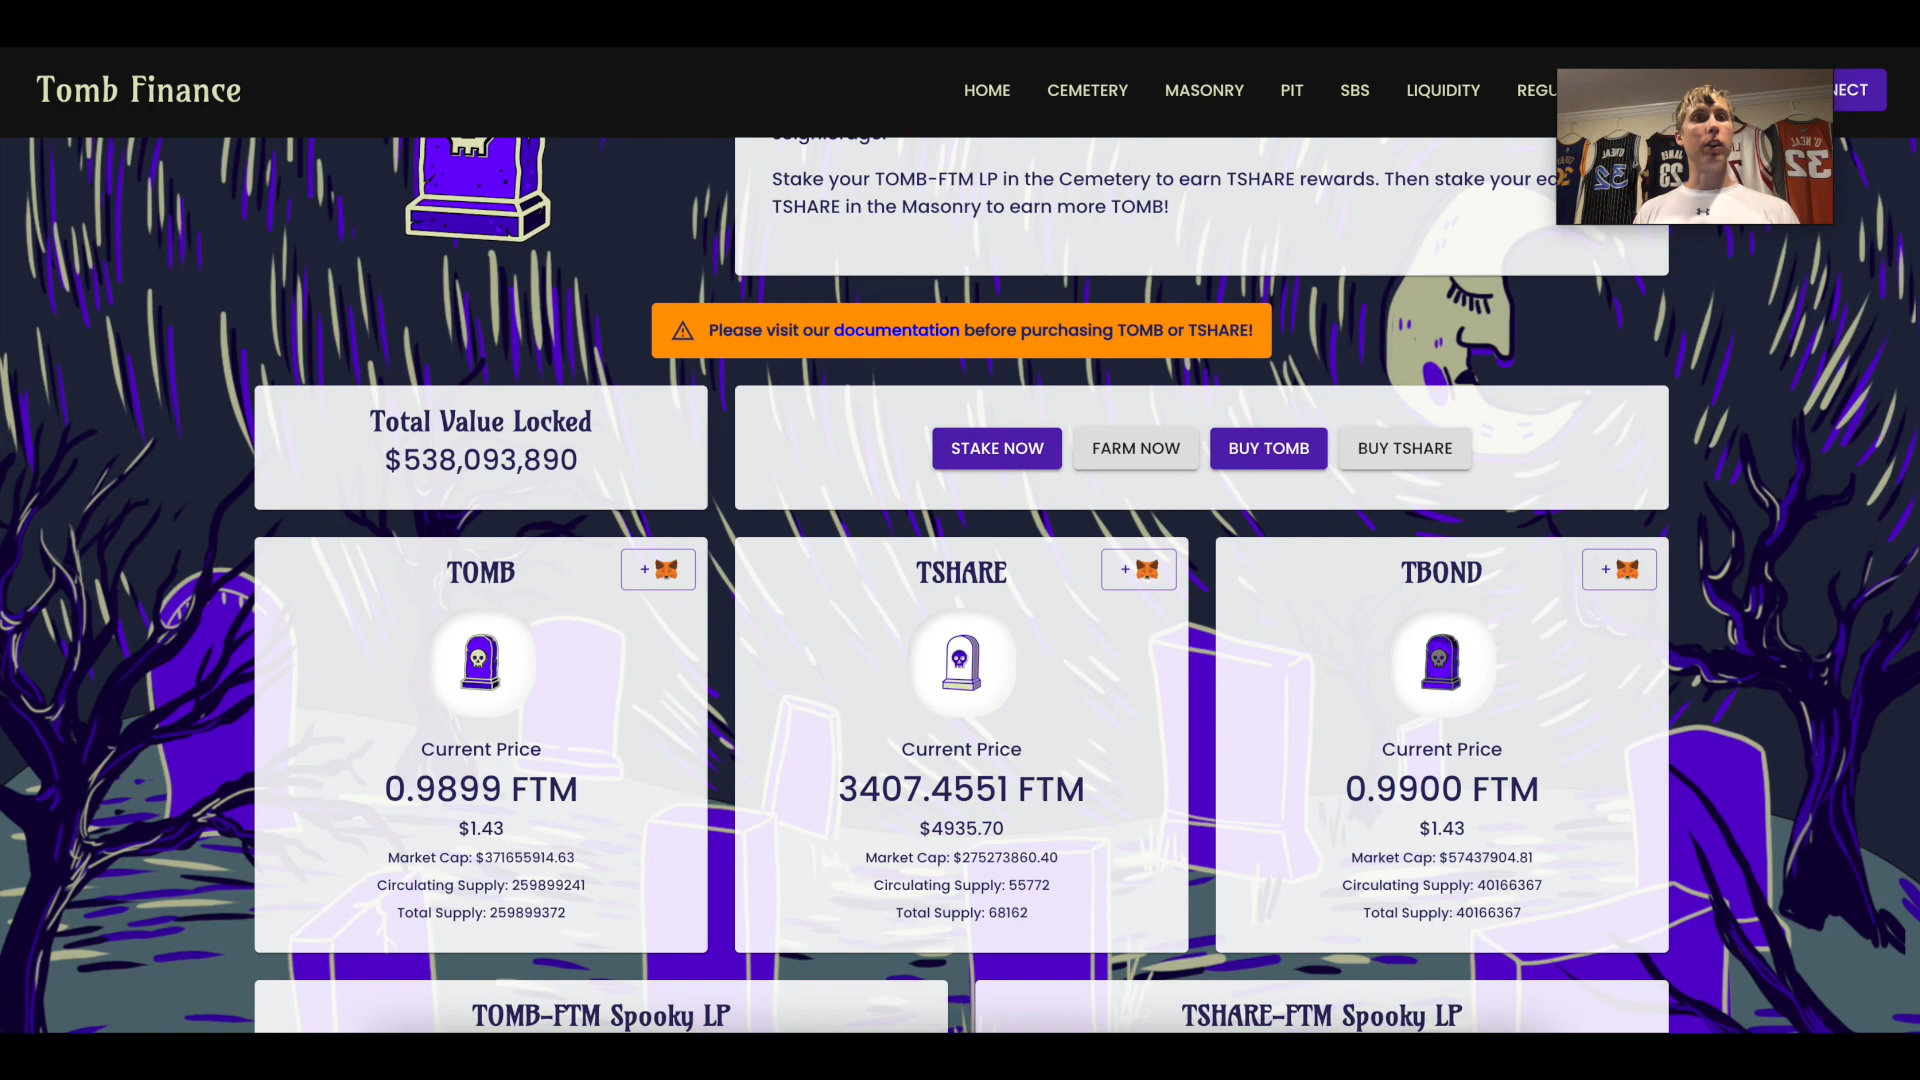 Tomb Finance
HOME CEMETERY MASONRY PIT SBS LIQUIDITY
Stake your TOMB-FTM LP in the Cemetery to earn TSHARE rewards. Then stake your
TSHARE in the Masonry to earn more TOMB!
Please visit our documentation before purchasing TOMB or TSHARE!
Total Value Locked
$538,093,890
STAKE NOW FARM NOW BUY TOMB BUY TSHARE
TOMB
+
Current Price
0.9899 FTM
$1.43
Market Cap: $371655914.63
Circulating Supply: 259899241
Total Supply: 259899372
TSHARE
+
Current Price
3407.4551 FTM
$4935.70
Market Cap: $275273860.40
Circulating Supply: 55772
Total Supply: 68162
TBOND
+
Current Price
0.9900 FTM
$1.43
Market Cap: $57437904.81
Circulating Supply: 40166367
Total Supply: 40166367
TOMB-FTM Spooky LP
TSHARE-FTM Spooky LP